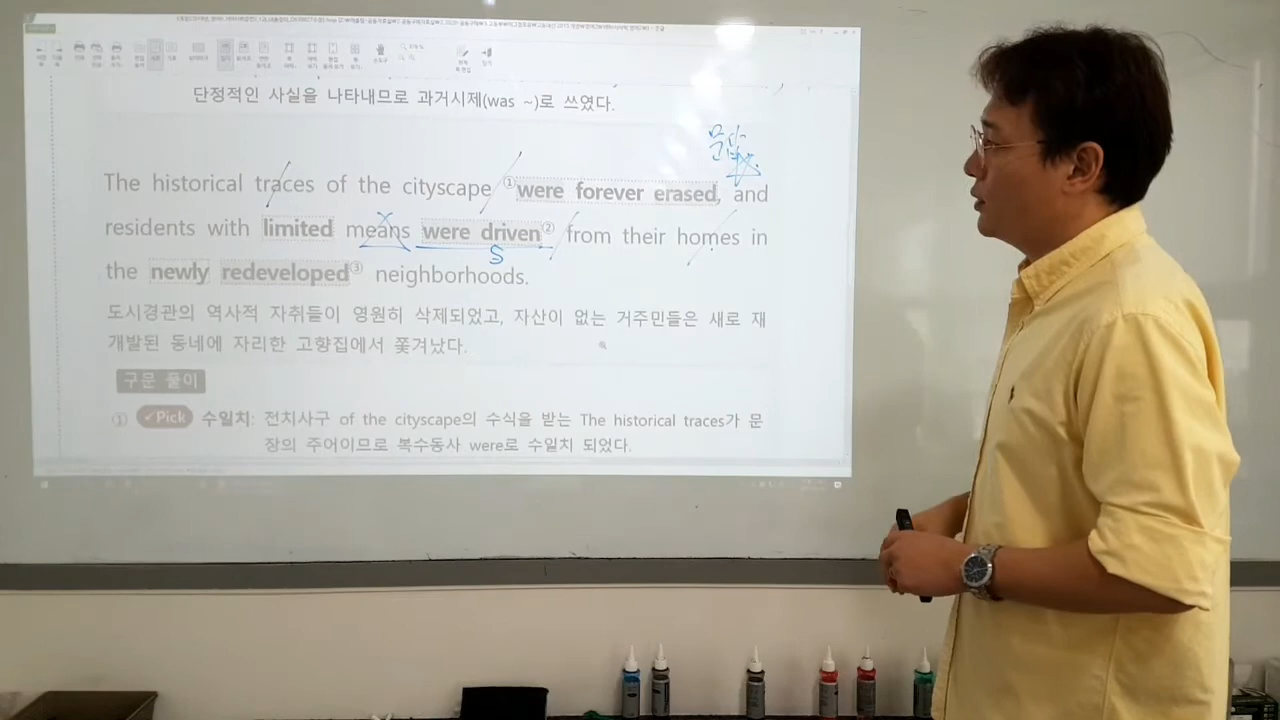 단정적인 사실을 나타내므로 과거시제(was ~)로 쓰였다.
문단
The historical traces of the cityscape ①were forever erased, and
residents with limited means were driven② from their homes in
S
the newly redeveloped③ neighborhoods.
도시경관의 역사적 자취들이 영원히 삭제되었고, 자산이 없는 거주민들은 새로 재
개발된 동네에 자리한 고향집에서 쫓겨났다.
구문 풀이
① ✓Pick 수일치: 전치사구 of the cityscape의 수식을 받는 The historical traces가 문
장의 주어이므로 복수동사 were로 수일치 되었다.